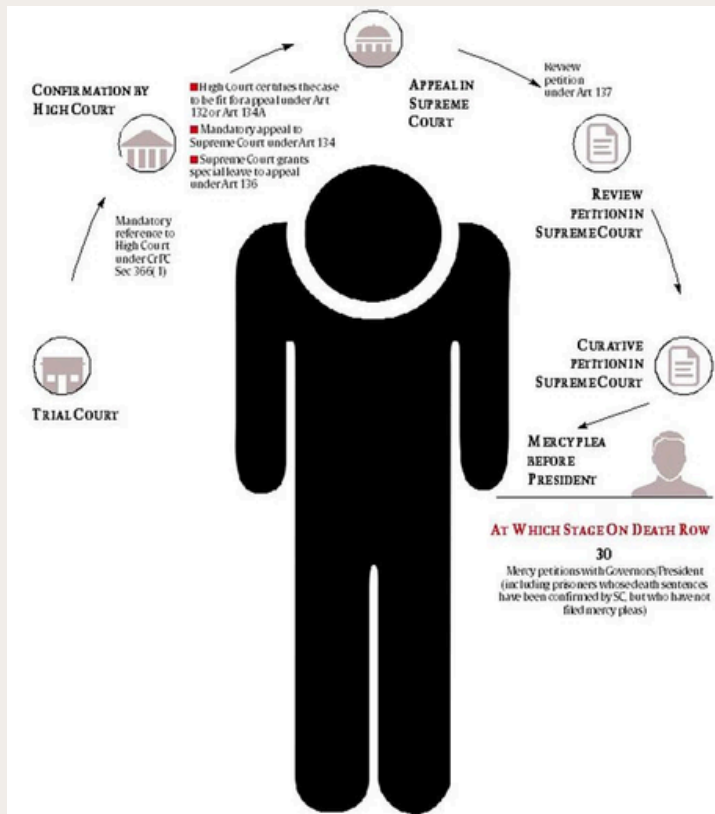 TRIAL COURT
Mandatory
reference to
High Court
under CrPC
Sec 366(1)
CONFIRMATION BY
HIGH COURT
High Court certifies the case
to be fit for appeal under Art
132 or Art 134A
Mandatory appeal to
Supreme Court under Art 134
Supreme Court grants
special leave to appeal
under Art 136
APPEAL IN
SUPREME
COURT
Review
petition
under Art 137
REVIEW
PETITION IN
SUPREME COURT
CURATIVE
PETITION IN
SUPREME COURT
MERCY PLEA
BEFORE
PRESIDENT
AT WHICH STAGE ON DEATH ROW
30
Mercy petitions with Governors/President
(including prisoners whose death sentences
have been confirmed by SC, but who have not
filed mercy pleas)